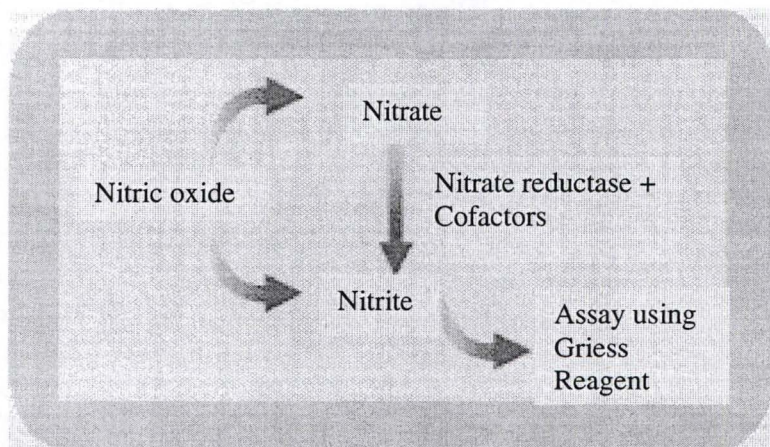 Nitrate
Nitric oxide
Nitrate reductase +
Cofactors
Nitrite
Assay using
Griess
Reagent